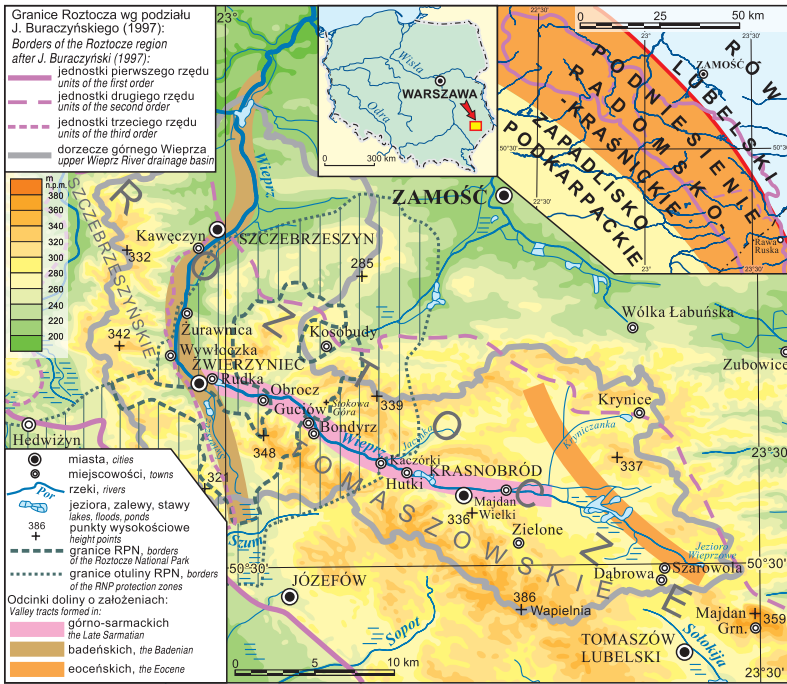 Granice Roztocza wg podziału
J. Buraczyńskiego (1997):
Borders of the Roztocze region
after J. Buraczyński (1997):
jednostki pierwszego rzędu
units of the first order
jednostki drugiego rzędu
units of the second order
jednostki trzeciego rzędu
units of the third order
dorzecze górnego Wieprza
upper Wieprz River drainage basin
m
n.p.m.
380
360
340
320
300
280
260
240
220
200
23°
Wisła
WARSZAWA
Odra
0 300 km
0 25 50 km
23°30'
ROW
LUBELSKI
ZAMOŚĆ
PODNIESIENIE
RADOMSKO-
-KRAŚNICKIE
ZAPADLISKO
PODKARPACKIE
50°30'
50°30'
22°30'
22°30'
23°
23°30'
Rawa
Ruska
Wieprz
ZAMOŚĆ
SZCZEBRZESZYŃSKIE
ROZTOCZE
TOMASZOWSKIE
Kawęczyn
SZCZEBRZESZYN
332
285
342
Żurawnica
Kosobudy
Wywłoczka
ZWIERZYNIEC
Rudka
Obrocz
Stokowa
Góra
339
Guciów
Bondyrz
348
321
Wieprz
Jacynka
Kaczórki
Hutki
KRASNOBRÓD
336
Majdan
Wielki
Zielone
Wólka Łabuńska
Zubowice
Krynice
Kryniczanka
337
23°30'
Hedwiżyn
Szum
50°30'
50°30'
JÓZEFÓW
Sopot
386
Wapielnia
Jeziora
Wieprzowe
Szarowola
Dąbrowa
Majdan
Grn.
359
TOMASZÓW
LUBELSKI
Sołokija
0 5 10 km
miasta, cities
miejscowości, towns
Por
rzeki, rivers
jeziora, zalewy, stawy
lakes, floods, ponds
386
punkty wysokościowe
height points
granice RPN, borders
of the Roztocze National Park
granice otuliny RPN, borders
of the RNP protection zones
Odcinki doliny o założeniach:
Valley tracts formed in:
górno-sarmackich
the Late Sarmatian
badeńskich, the Badenian
eoceńskich, the Eocene